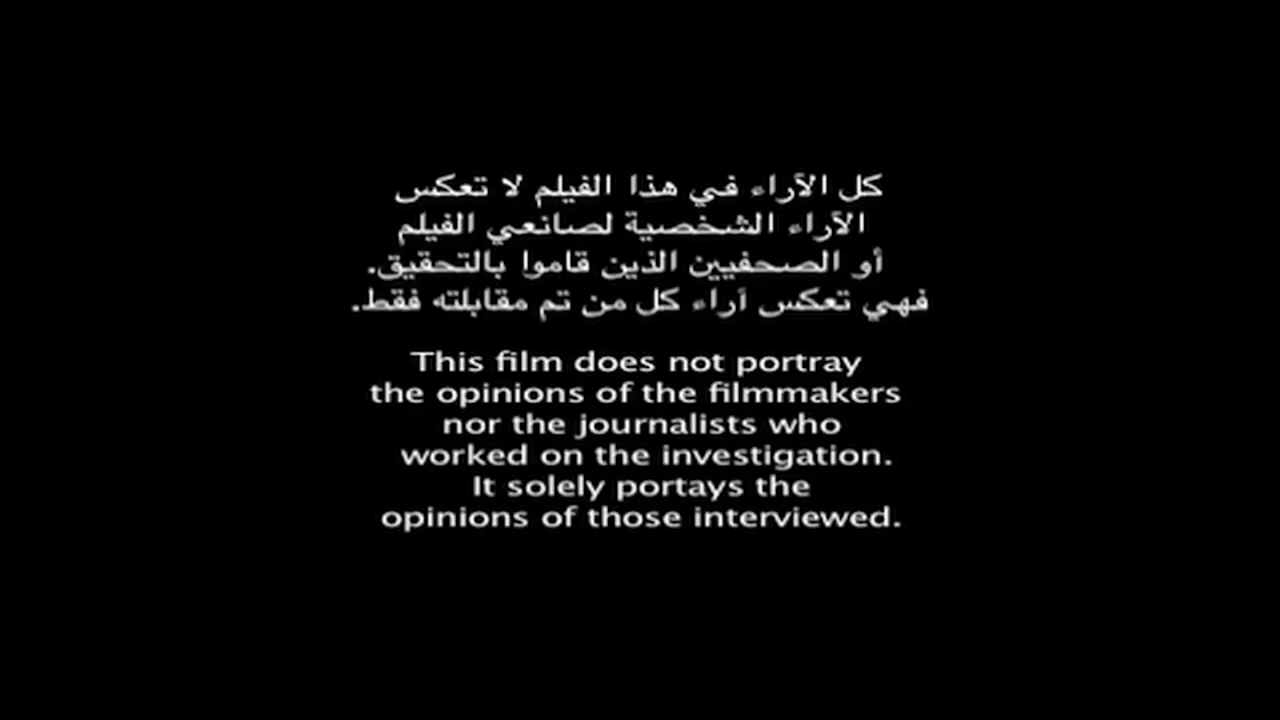 كل الآراء في هذا الفيلم لا تعكس
الآراء الشخصية لصانعي الفيلم
أو الصحفيين الذين قاموا بالتحقيق.
فهي تعكس أراء كل من تم مقابلته فقط.
This film does not portray
the opinions of the filmmakers
nor the journalists who
worked on the investigation.
It solely portays the
opinions of those interviewed.